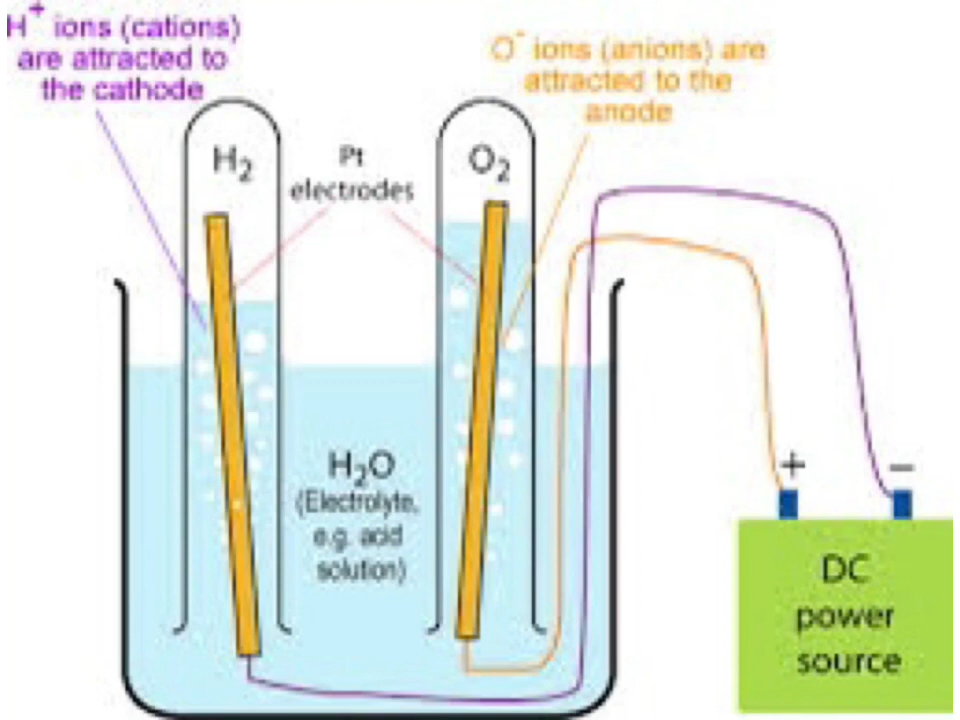 H⁺ ions (cations)
are attracted to
the cathode
O⁻ ions (anions) are
attracted to the
anode
H₂
Pt
electrodes
O₂
H₂O
(Electrolyte,
e.g. acid
solution)
+
−
DC
power
source